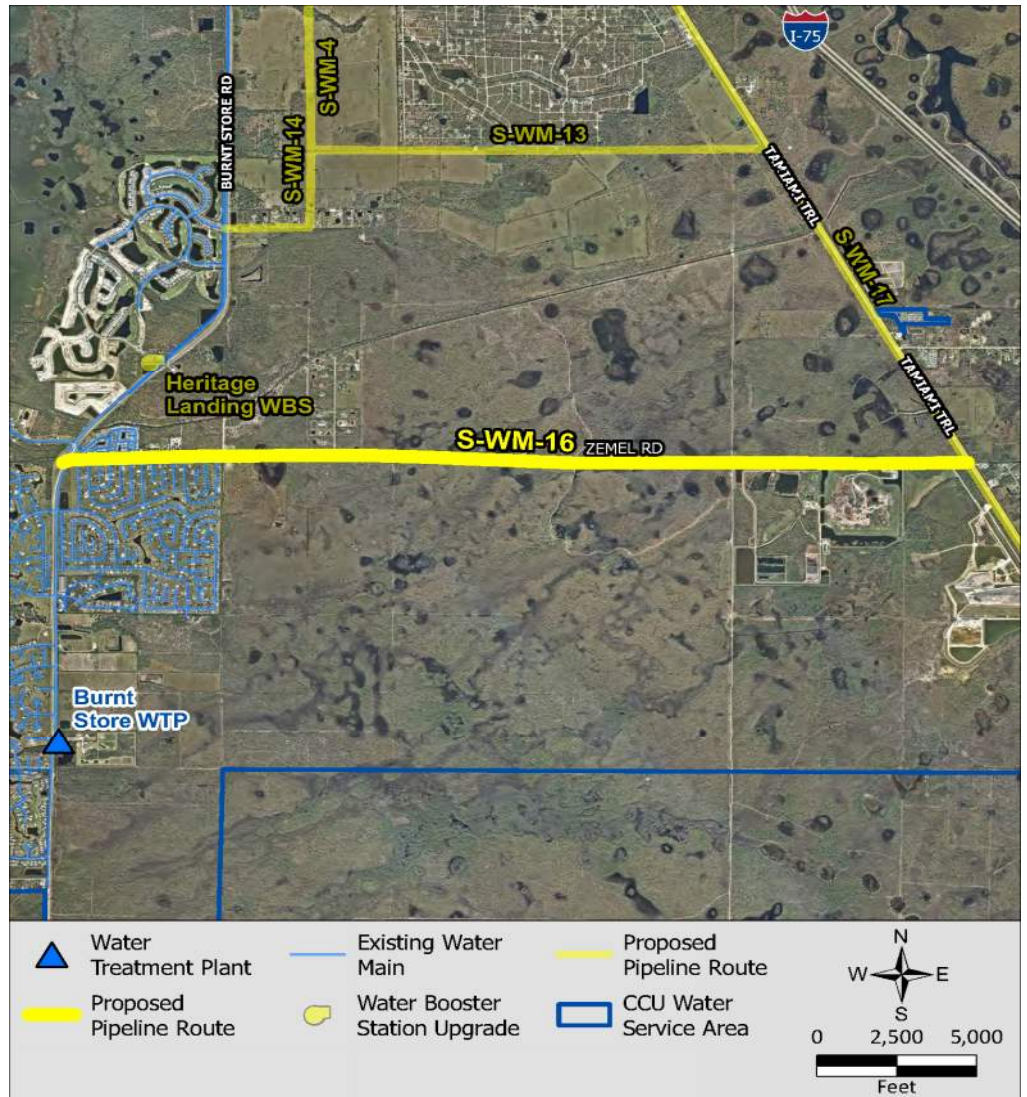 I-75
BURNT STORE RD
S-WM-4
S-WM-14
S-WM-13
TAMIAMI TRL
S-WM-17
TAMIAMI TRL
Heritage
Landing WBS
S-WM-16
ZEMEL RD
Burnt
Store WTP
Water
Treatment Plant
Existing Water
Main
Proposed
Pipeline Route
Proposed
Pipeline Route
Water Booster
Station Upgrade
CCU Water
Service Area
N
W
E
S
0 2,500 5,000
Feet